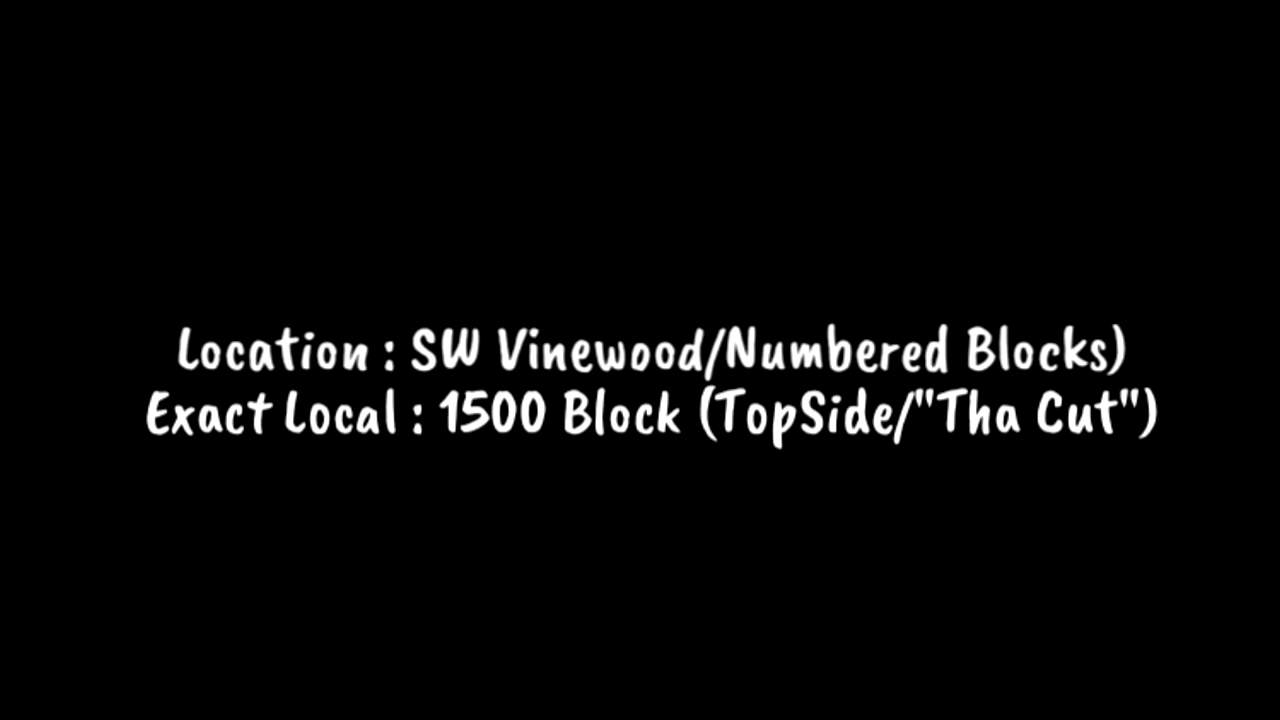 Location : SW Vinewood/Numbered Blocks)
Exact Local : 1500 Block (TopSide/"Tha Cut")